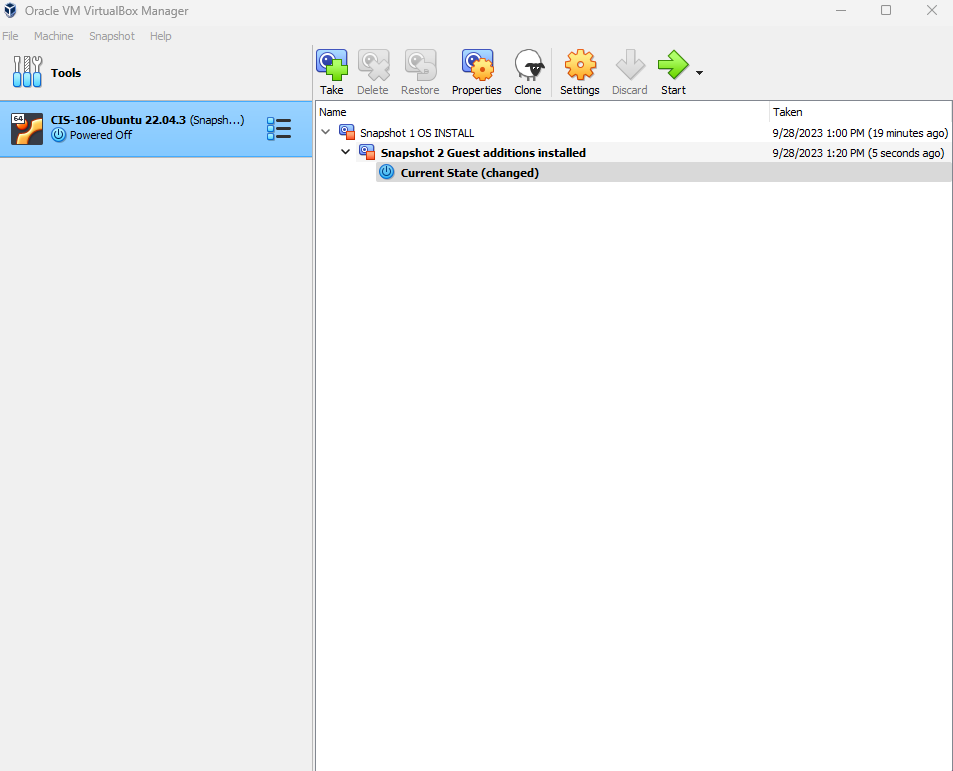 Oracle VM VirtualBox Manager
File Machine Snapshot Help
Tools
Take Delete Restore Properties Clone Settings Discard Start
64
CIS-106-Ubuntu 22.04.3 (Snapsh...)
Powered Off
Name Taken
Snapshot 1 OS INSTALL 9/28/2023 1:00 PM (19 minutes ago)
Snapshot 2 Guest additions installed 9/28/2023 1:20 PM (5 seconds ago)
Current State (changed)